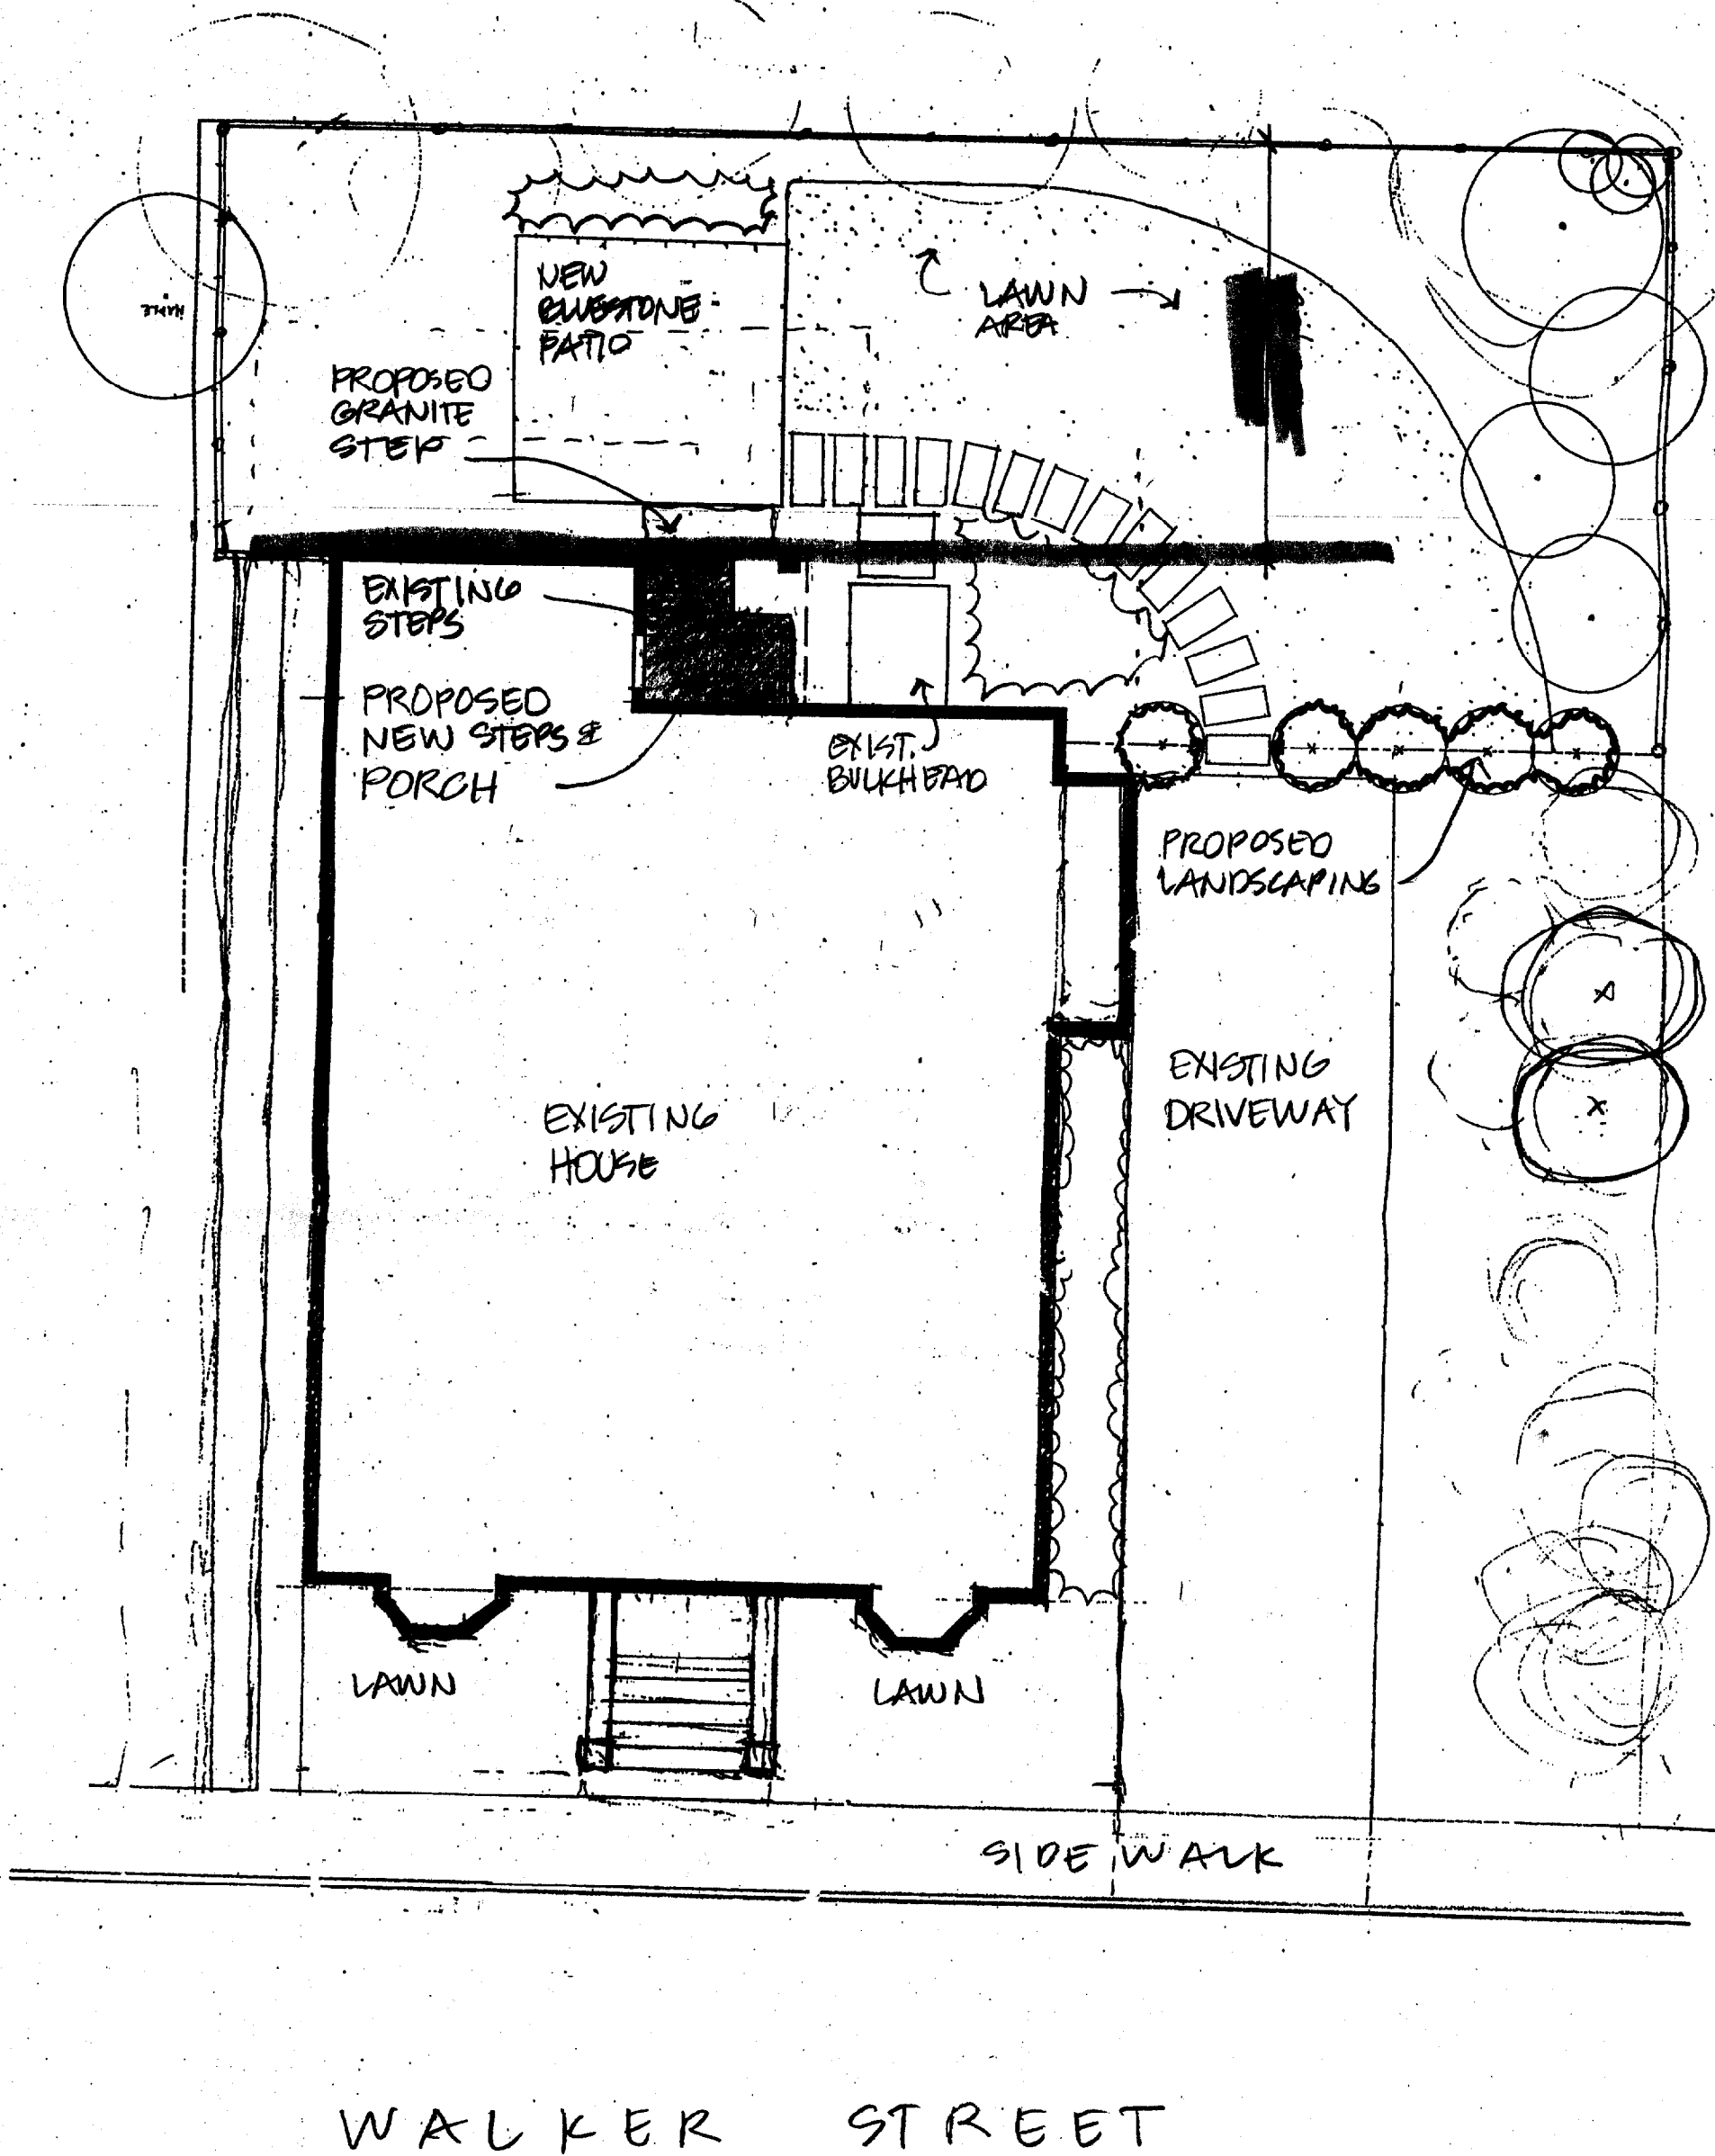 NEW
BLUESTONE
PATIO
LAWN
AREA
MAPLE
PROPOSED
GRANITE
STEP
EXISTING
STEPS
PROPOSED
NEW STEPS &
PORCH
EXIST.
BULKHEAD
PROPOSED
LANDSCAPING
EXISTING
DRIVEWAY
EXISTING
HOUSE
LAWN
LAWN
SIDEWALK
WALKER STREET